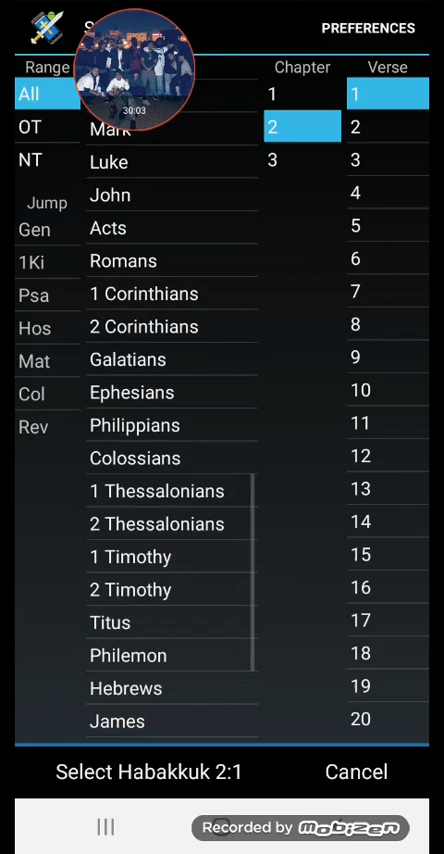 PREFERENCES
Range
Chapter
Verse
All
OT
NT
Jump
Gen
1Ki
Psa
Hos
Mat
Col
Rev
30:03
Mark
Luke
John
Acts
Romans
1 Corinthians
2 Corinthians
Galatians
Ephesians
Philippians
Colossians
1 Thessalonians
2 Thessalonians
1 Timothy
2 Timothy
Titus
Philemon
Hebrews
James
1
2
3
1
2
3
4
5
6
7
8
9
10
11
12
13
14
15
16
17
18
19
20
Select Habakkuk 2:1
Cancel
Recorded by mobizen